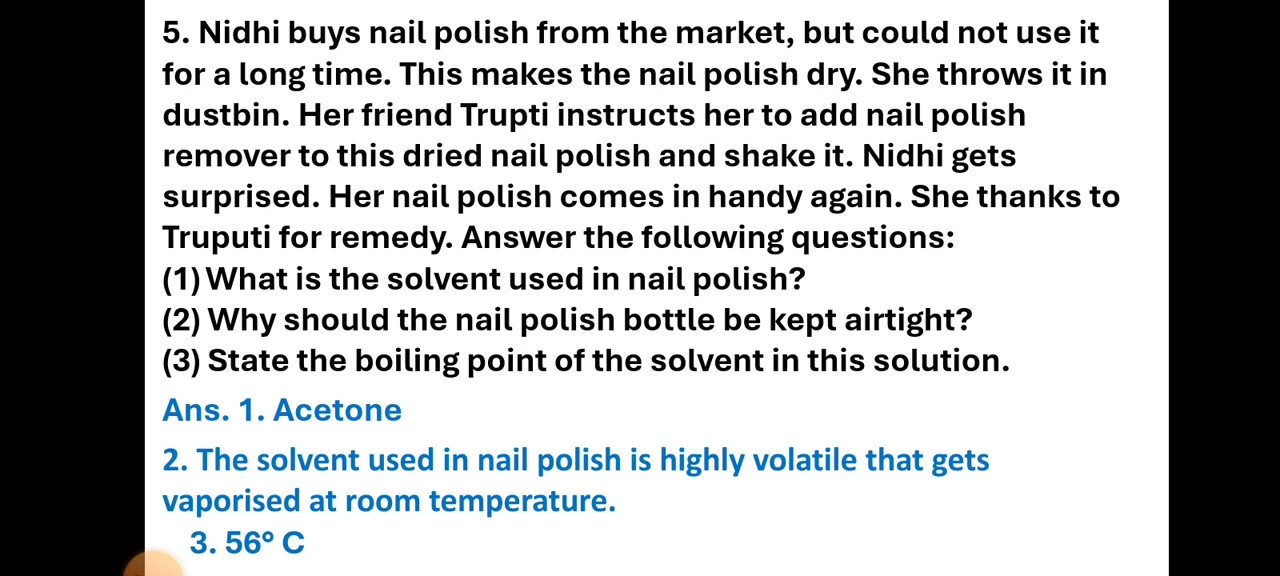 5. Nidhi buys nail polish from the market, but could not use it
for a long time. This makes the nail polish dry. She throws it in
dustbin. Her friend Trupti instructs her to add nail polish
remover to this dried nail polish and shake it. Nidhi gets
surprised. Her nail polish comes in handy again. She thanks to
Truputi for remedy. Answer the following questions:
(1) What is the solvent used in nail polish?
(2) Why should the nail polish bottle be kept airtight?
(3) State the boiling point of the solvent in this solution.
Ans. 1. Acetone
2. The solvent used in nail polish is highly volatile that gets
vaporised at room temperature.
3. 56° C